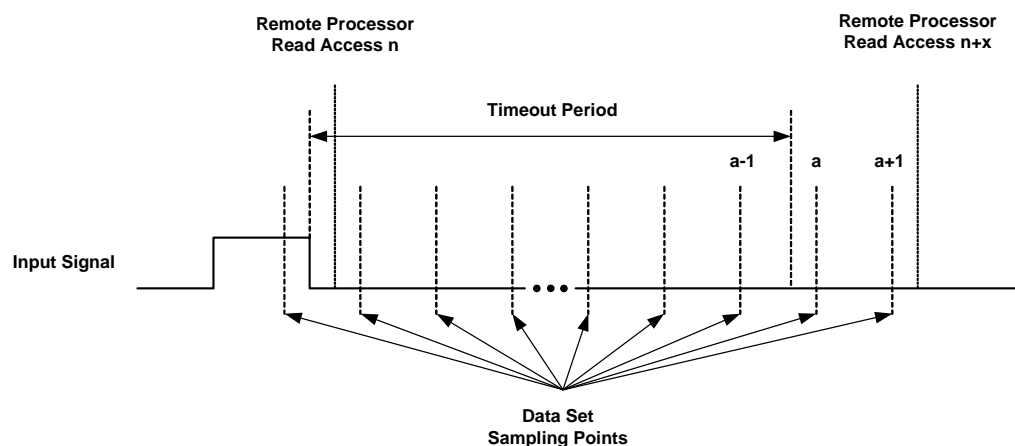 Remote Processor
Read Access n
Remote Processor
Read Access n+x
Timeout Period
a-1
a
a+1
Input Signal
Data Set
Sampling Points